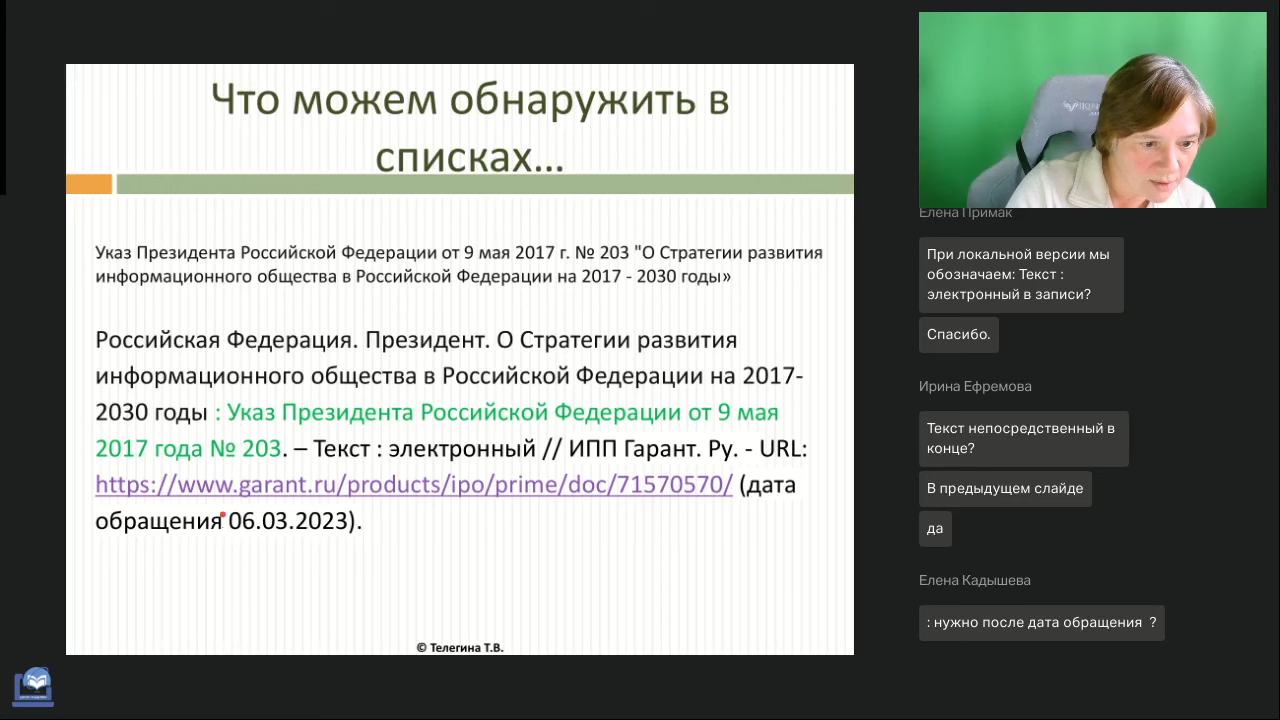 Что можем обнаружить в
списках...
Указ Президента Российской Федерации от 9 мая 2017 г. № 203 "О Стратегии развития
информационного общества в Российской Федерации на 2017 - 2030 годы»
Российская Федерация. Президент. О Стратегии развития
информационного общества в Российской Федерации на 2017-
2030 годы : Указ Президента Российской Федерации от 9 мая
2017 года № 203. – Текст : электронный // ИПП Гарант. Ру. - URL:
https://www.garant.ru/products/ipo/prime/doc/71570570/ (дата
обращения 06.03.2023).
© Телегина Т.В.
Елена Примак
При локальной версии мы
обозначаем: Текст :
электронный в записи?
Спасибо.
Ирина Ефремова
Текст непосредственный в
конце?
В предыдущем слайде
да
Елена Кадышева
: нужно после дата обращения ?